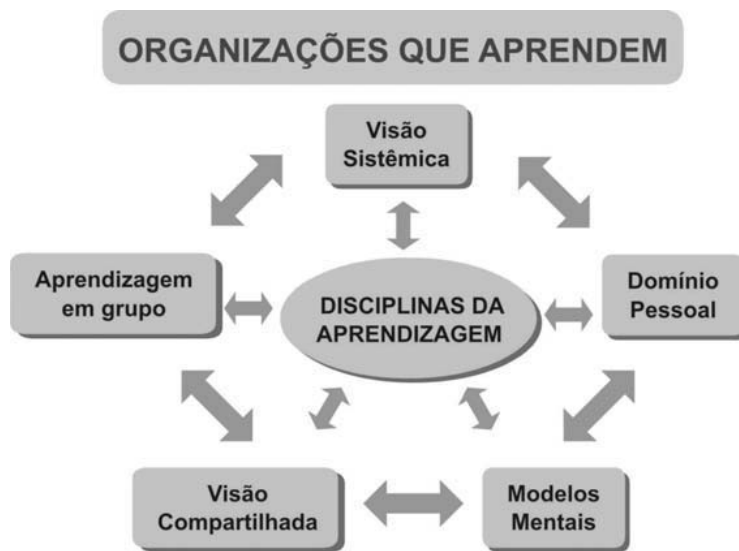 ORGANIZAÇÕES QUE APRENDEM
Visão
Sistêmica
Aprendizagem
em grupo
DISCIPLINAS DA
APRENDIZAGEM
Domínio
Pessoal
Visão
Compartilhada
Modelos
Mentais